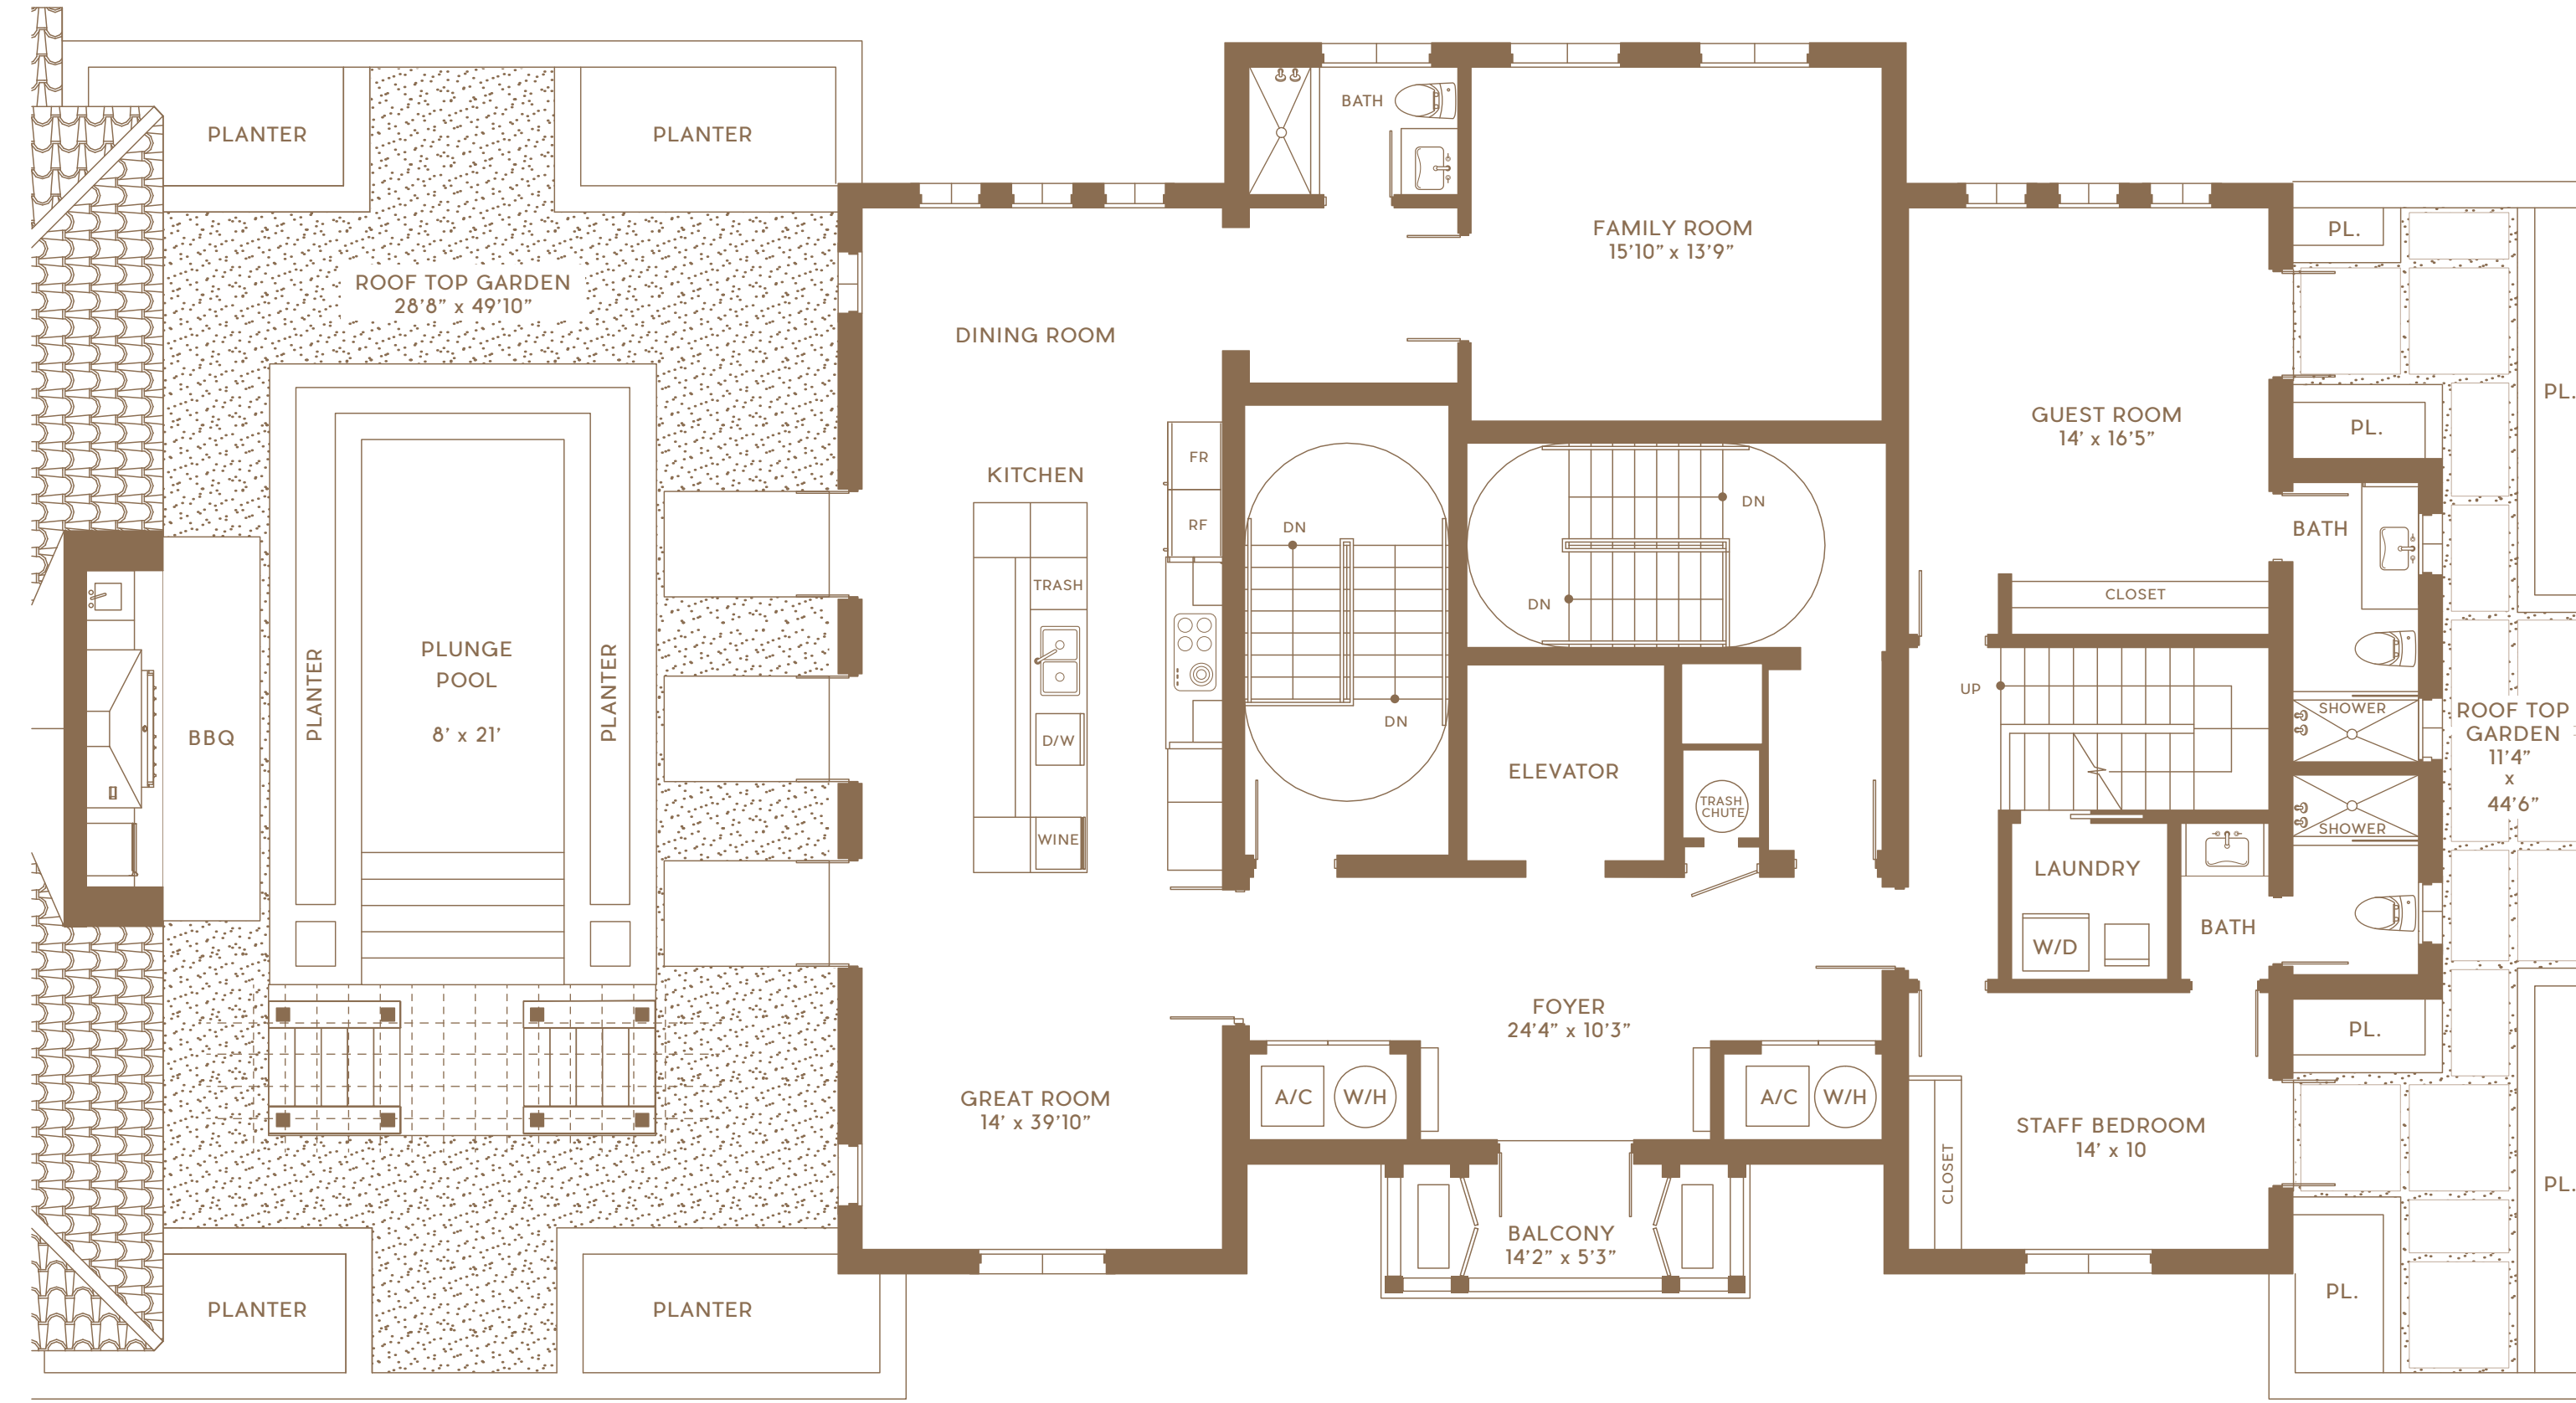 PLANTER
PLANTER
ROOF TOP GARDEN
28’8” x 49’10”
PLANTER
PLUNGE
POOL
8’ x 21’
PLANTER
BBQ
PLANTER
PLANTER
DINING ROOM
KITCHEN
FR
RF
TRASH
D/W
WINE
GREAT ROOM
14’ x 39’10”
BATH
FAMILY ROOM
15’10” x 13’9”
DN
DN
DN
DN
ELEVATOR
TRASH
CHUTE
FOYER
24’4” x 10’3”
A/C
W/H
A/C
W/H
BALCONY
14’2” x 5’3”
GUEST ROOM
14’ x 16’5”
CLOSET
BATH
UP
SHOWER
SHOWER
LAUNDRY
W/D
BATH
STAFF BEDROOM
14’ x 10
CLOSET
PL.
PL.
PL.
ROOF TOP
GARDEN
11’4”
x
44’6”
PL.
PL.
PL.